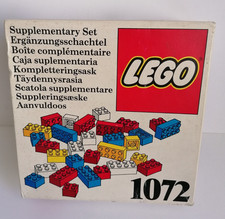 Supplementary Set
Ergänzungsschachtel
Boîte complémentaire
Caja suplementaria
Kompletteringsask
Täydennysrasia
Scatola supplementare
Suppleringsæske
Aanvuldoos
LEGO
1072